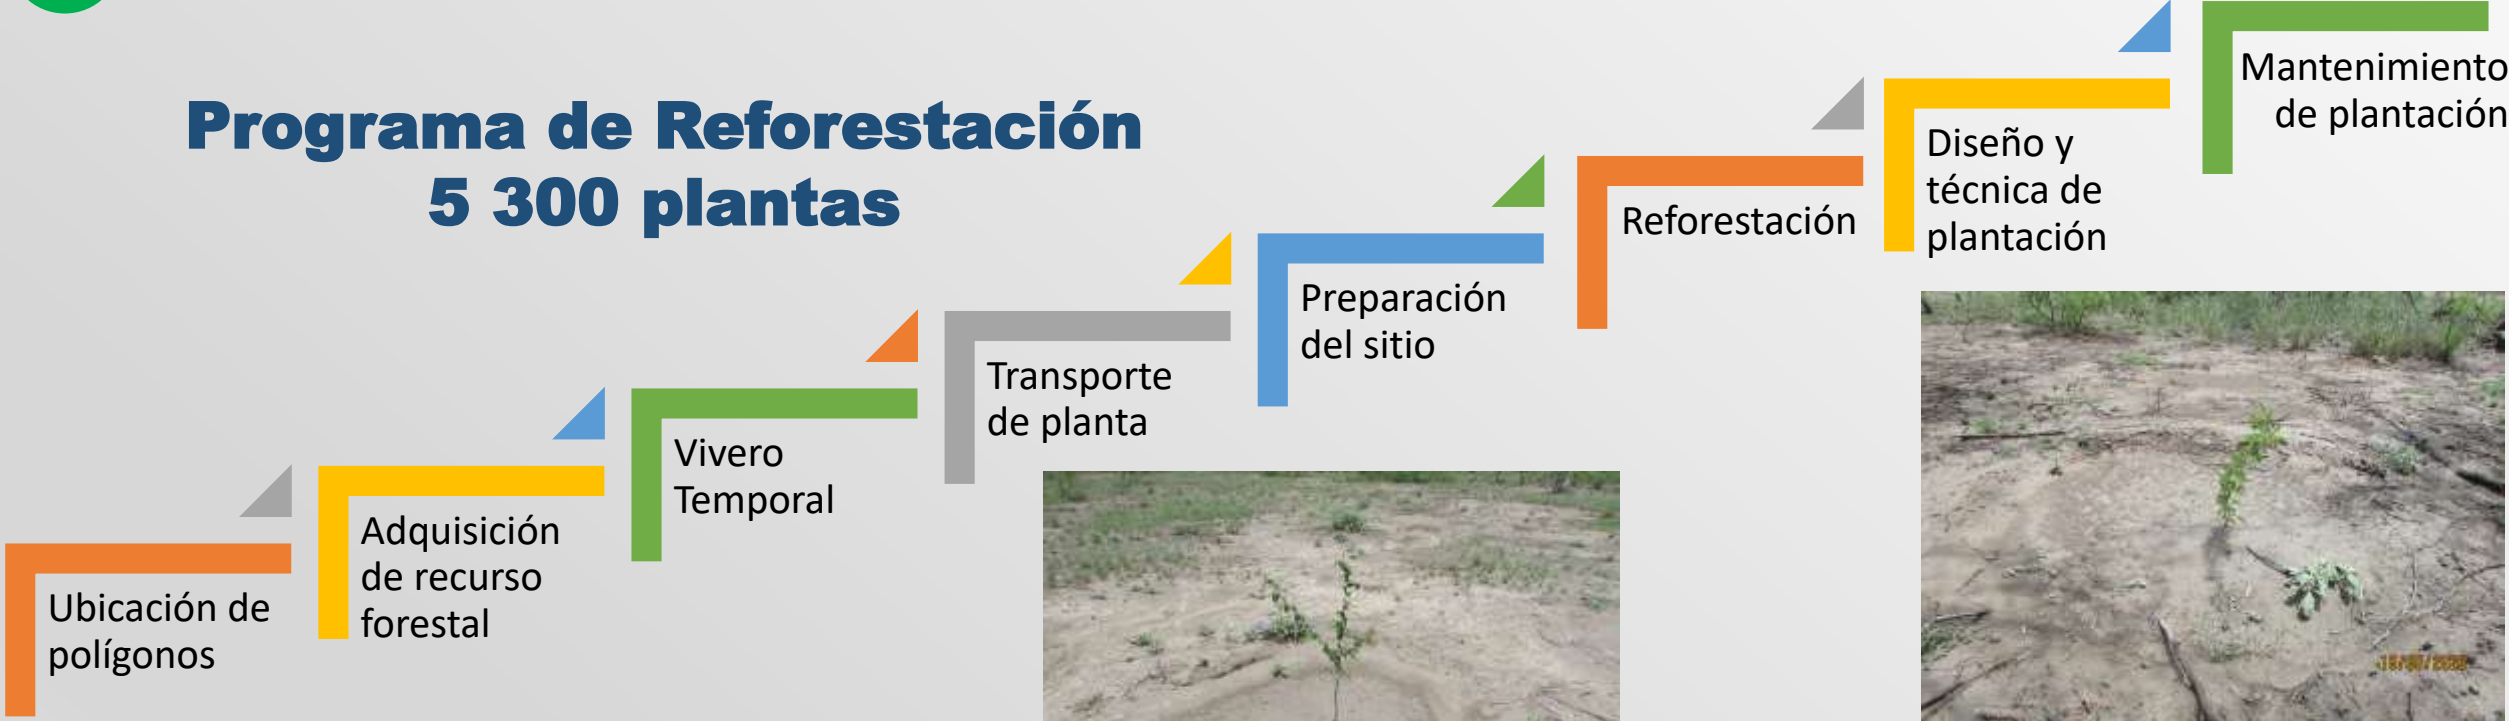 Programa de Reforestación
5 300 plantas
Ubicación de
polígonos
Adquisición
de recurso
forestal
Vivero
Temporal
Transporte
de planta
Preparación
del sitio
Reforestación
Diseño y
técnica de
plantación
Mantenimiento
de plantación